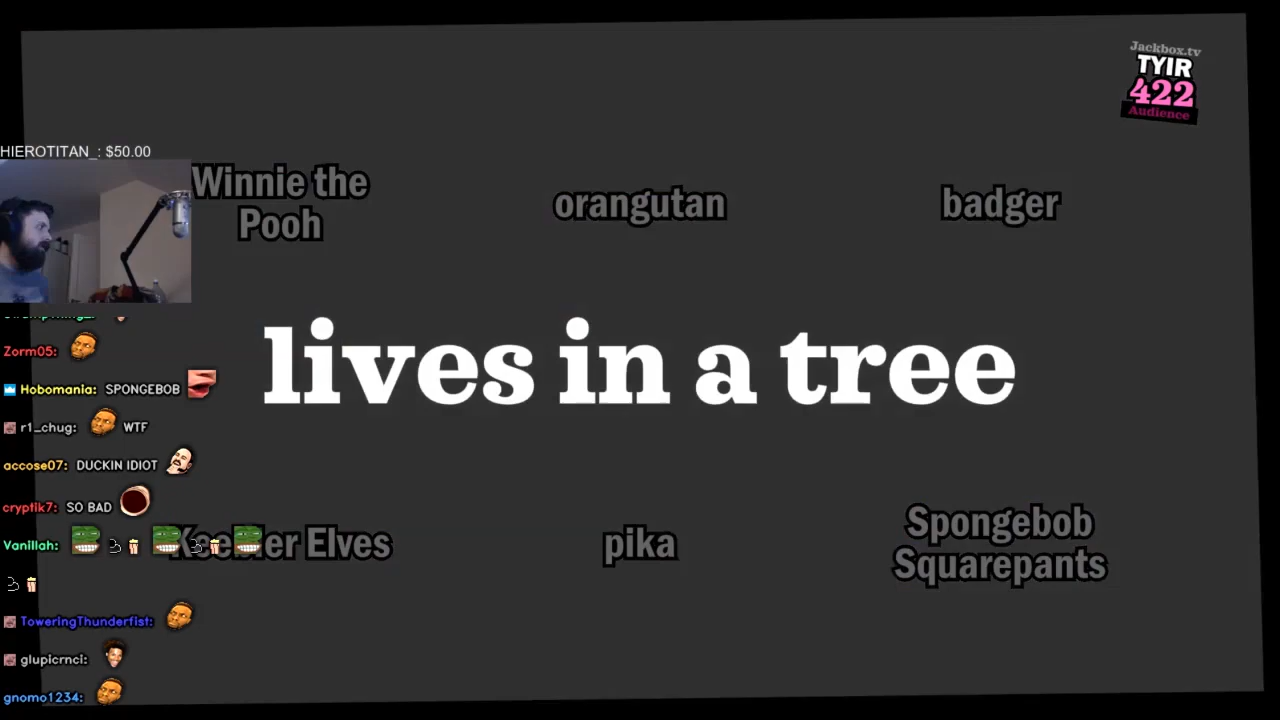 Jackbox.tv
TYIR
422
Audience
HIEROTITAN_: $50.00
Winnie the
Pooh
orangutan
badger
lives in a tree
Elves
pika
Spongebob
Squarepants
Zorm05:
Hobomania: SPONGEBOB
r1_chug: WTF
accose07: DUCKIN IDIOT
cryptik7: SO BAD
Vanillah:
ToweringThunderfist:
glupicrnci:
gnomo1234: